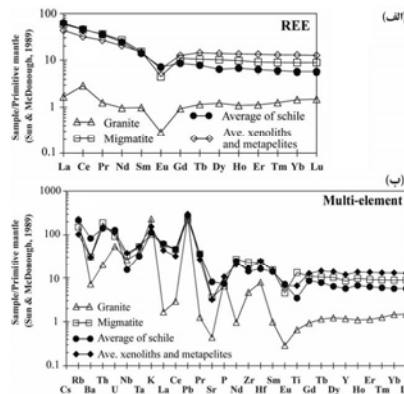 (الف)
REE
Sample/Primitive mantle
(Sun & McDonough, 1989)
100
10
1
0.1
Granite
Migmatite
Average of schile
Ave. xenoliths
and metapelites
La Ce Pr Nd Sm Eu Gd Tb Dy Ho Er Tm Yb Lu
(ب)
Multi-element
Sample/Primitive mantle
(Sun & McDonough, 1989)
1000
100
10
1
0.1
Granite
Migmatite
Average of schile
Ave. xenoliths and metapelites
Rb Th Nb K Ce Pr P Zr Sm Ti Tb Y Er Yb
Cs Ba U Ta La Pb Sr Nd Hf Eu Gd Dy Ho Tm L